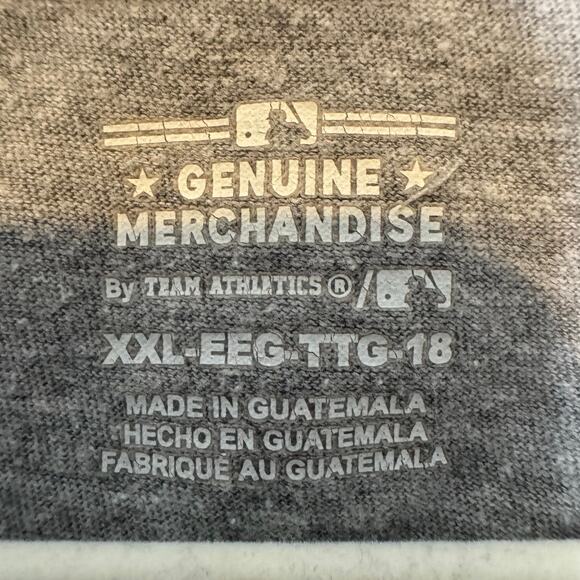 GENUINE
MERCHANDISE
By TEAM ATHLETICS ® /
XXL-EEG-TTG-18
MADE IN GUATEMALA
HECHO EN GUATEMALA
FABRIQUÉ AU GUATEMALA